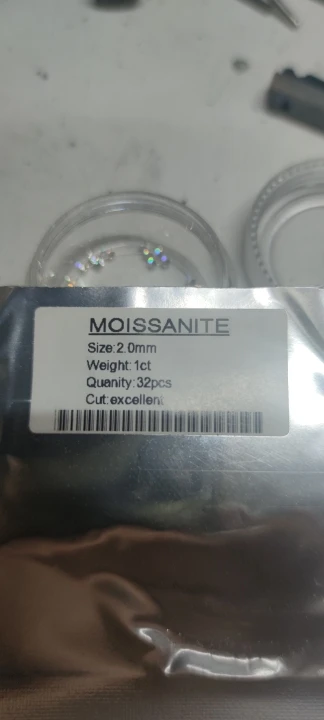 MOISSANITE
Size:2.0mm
Weight:1ct
Quanity:32pcs
Cut:excellent